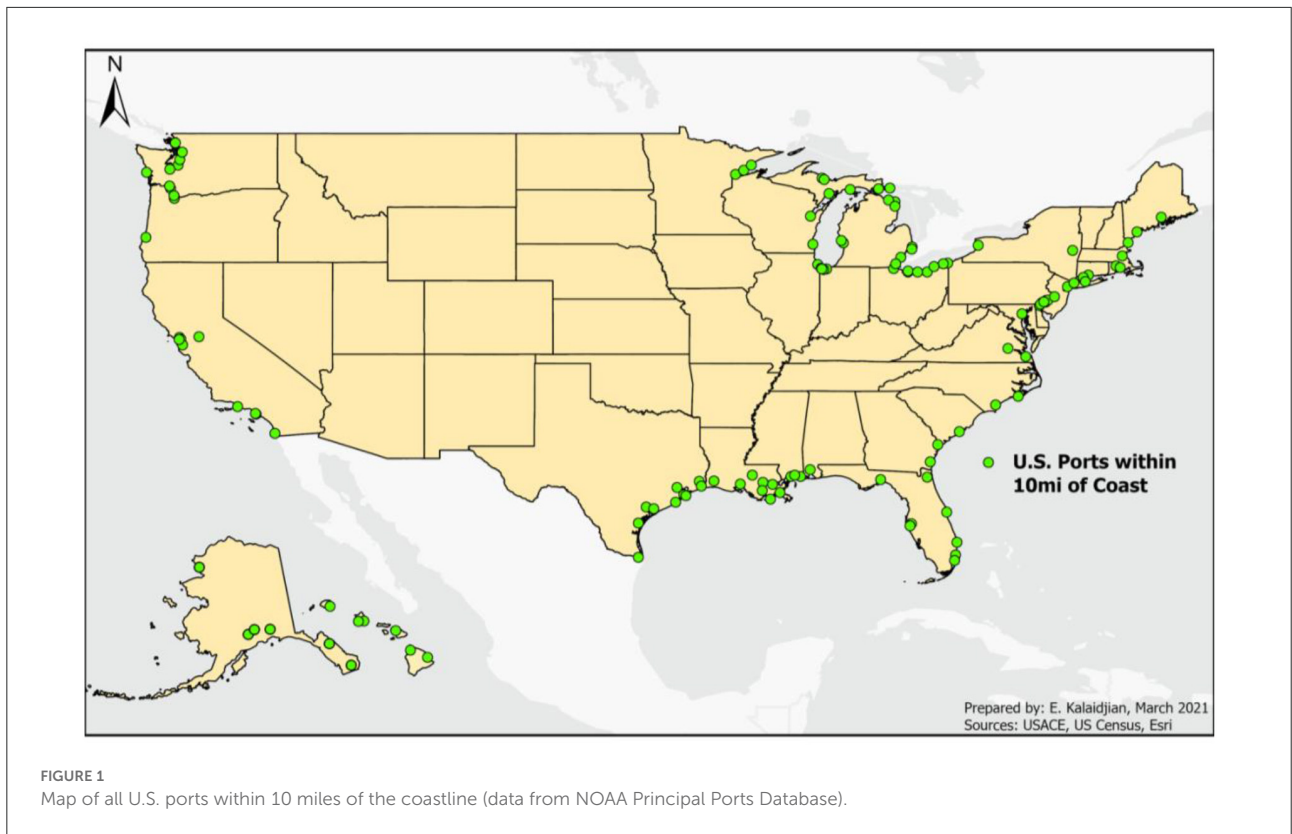 N
U.S. Ports within
10mi of Coast
Prepared by: E. Kalaidjian, March 2021
Sources: USACE, US Census, Esri
FIGURE 1
Map of all U.S. ports within 10 miles of the coastline (data from NOAA Principal Ports Database).